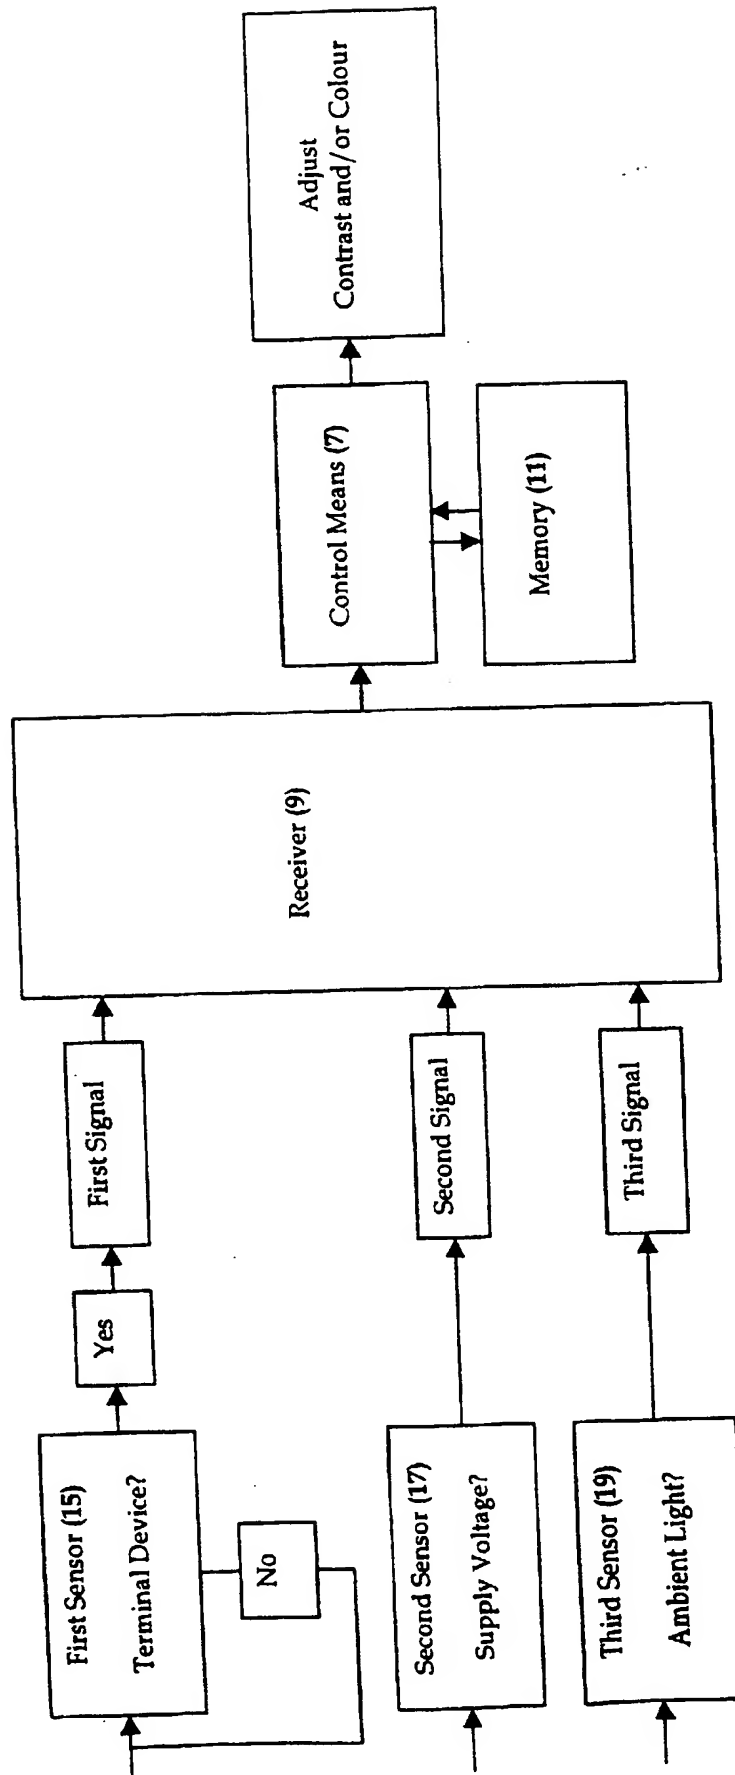 First Sensor (15)
Terminal Device?
No
Yes
First Signal
Second Sensor (17)
Supply Voltage?
Second Signal
Third Sensor (19)
Ambient Light?
Third Signal
Receiver (9)
Control Means (7)
Memory (11)
Adjust
Contrast and/or Colour